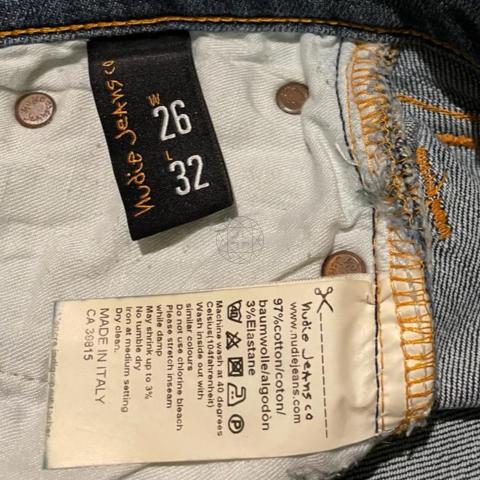 nudie jeans co
W
26
L
32
nudie jeans co
www.nudiejeans.com
97%cotton/coton/
baumwolle/algodòn
3%Elastane
Machine wash at 40 degrees
Celsius(104fahrenheit)
Wash inside out with
similar colours
Do not use chlorine bleach
Please stretch inseam
while damp
May shrink up to 3%
No tumble dry
Iron at medium setting
Dry clean.
MADE IN ITALY
CA 39815